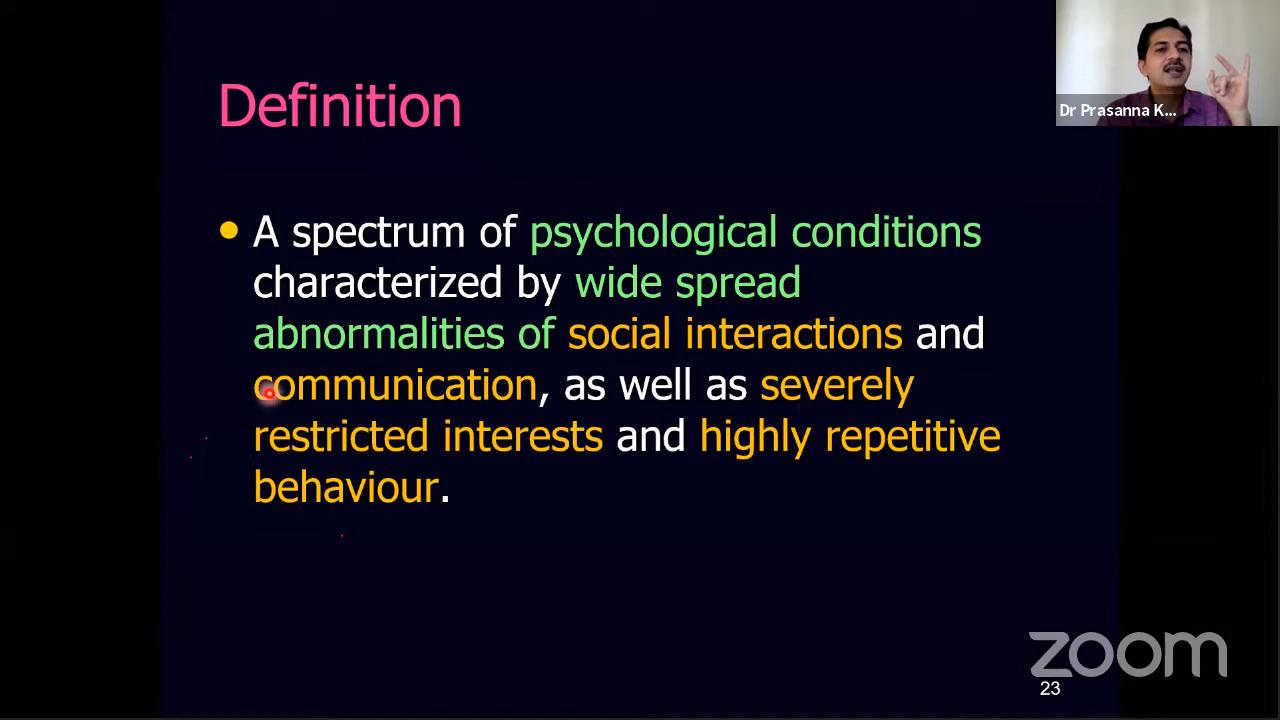 Definition
Dr Prasanna K...
• A spectrum of psychological conditions
characterized by wide spread
abnormalities of social interactions and
communication, as well as severely
restricted interests and highly repetitive
behaviour.
zoom
23